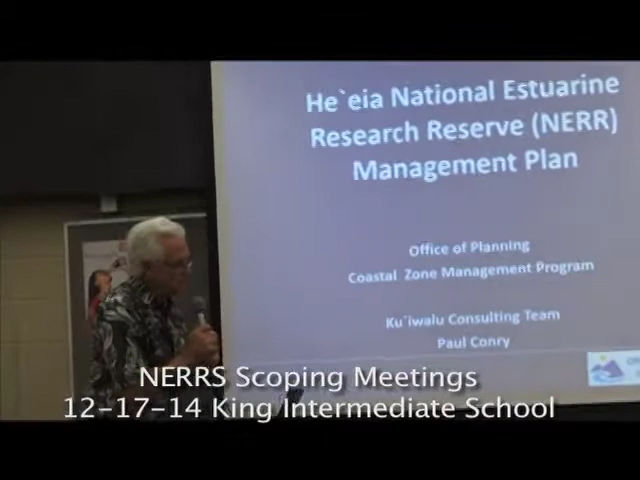 He`eia National Estuarine
Research Reserve (NERR)
Management Plan
Office of Planning
Coastal Zone Management Program
Ku`iwalu Consulting Team
Paul Conry
NERRS Scoping Meetings
12-17-14 King Intermediate School